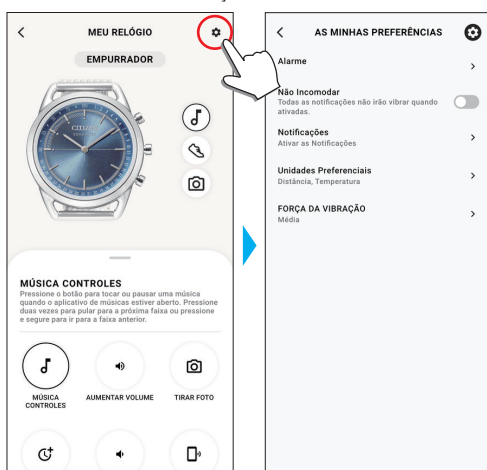 MEU RELÓGIO
EMPURRADOR
CITIZEN
MÚSICA CONTROLES
Pressione o botão para tocar ou pausar uma música
quando o aplicativo de músicas estiver aberto. Pressione
duas vezes para pular para a próxima faixa ou pressione
e segure para ir para a faixa anterior.
MÚSICA
CONTROLES
AUMENTAR VOLUME
TIRAR FOTO
AS MINHAS PREFERÊNCIAS
Alarme
Não Incomodar
Todas as notificações não irão vibrar quando
ativadas.
Notificações
Ativar as Notificações
Unidades Preferenciais
Distância, Temperatura
FORÇA DA VIBRAÇÃO
Média